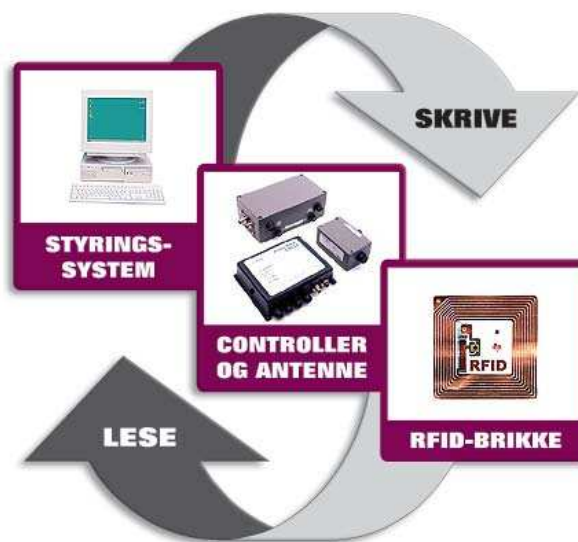 SKRIVE
STYRINGS-
SYSTEM
CONTROLLER
OG ANTENNE
RFID
RFID-BRIKKE
LESE